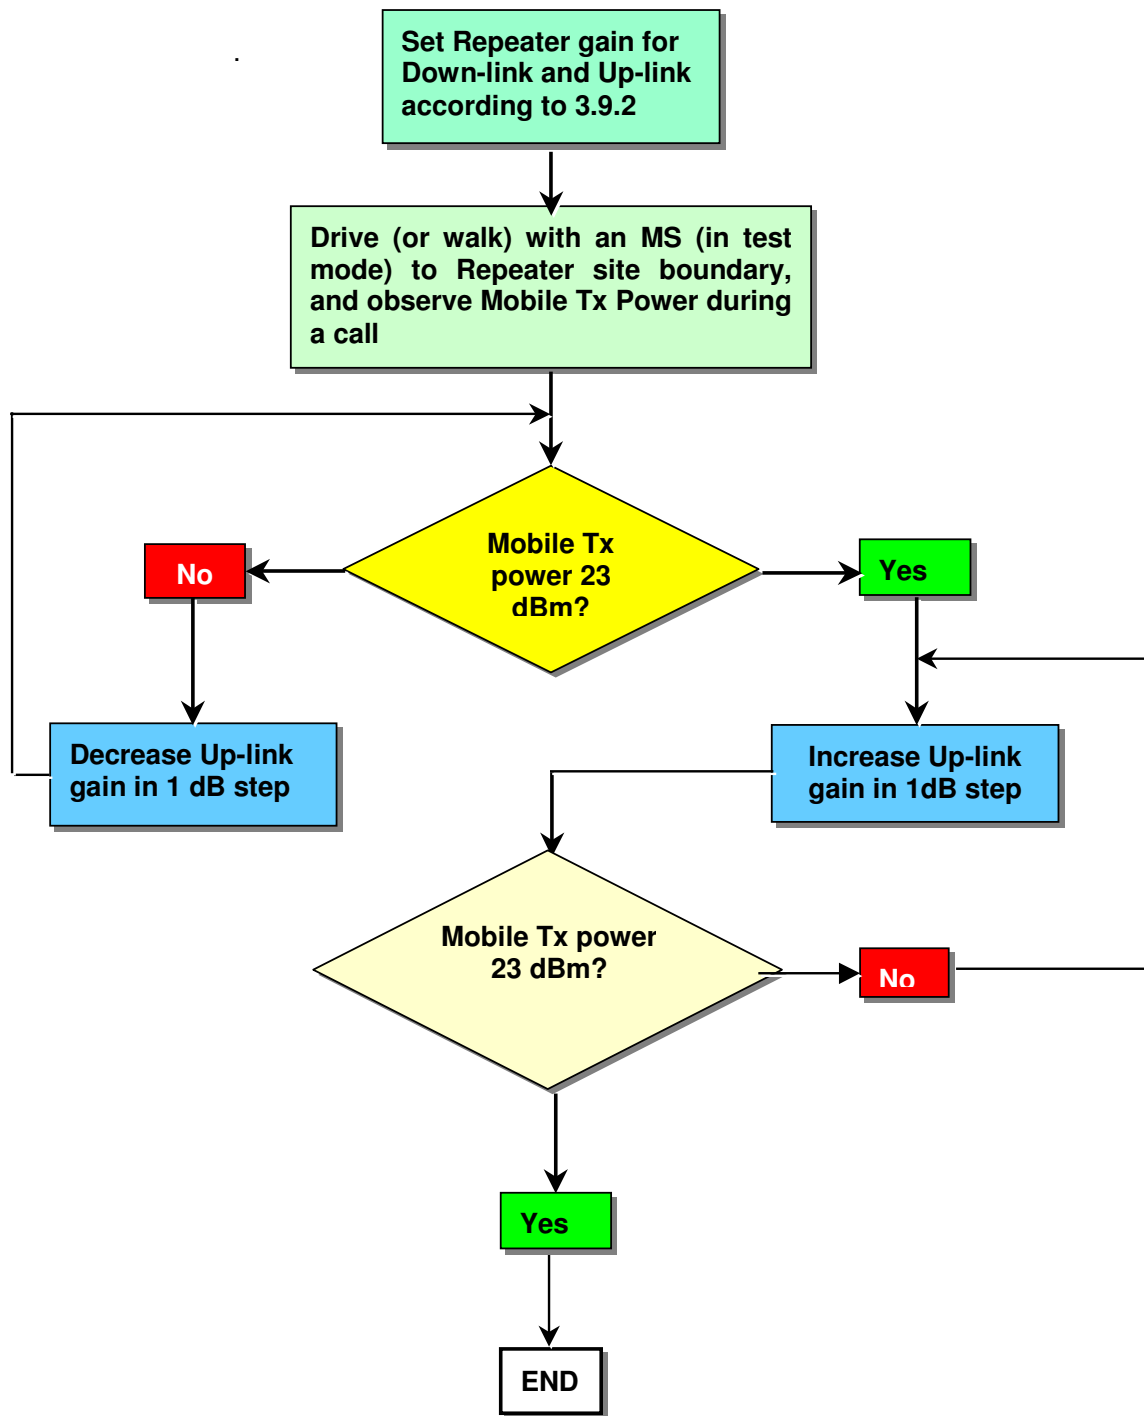 .
Set Repeater gain for
Down-link and Up-link
according to 3.9.2
Drive (or walk) with an MS (in test
mode) to Repeater site boundary,
and observe Mobile Tx Power during
a call
Mobile Tx
power 23
dBm?
No
Yes
Decrease Up-link
gain in 1 dB step
Increase Up-link
gain in 1dB step
Mobile Tx power
23 dBm?
No
Yes
END